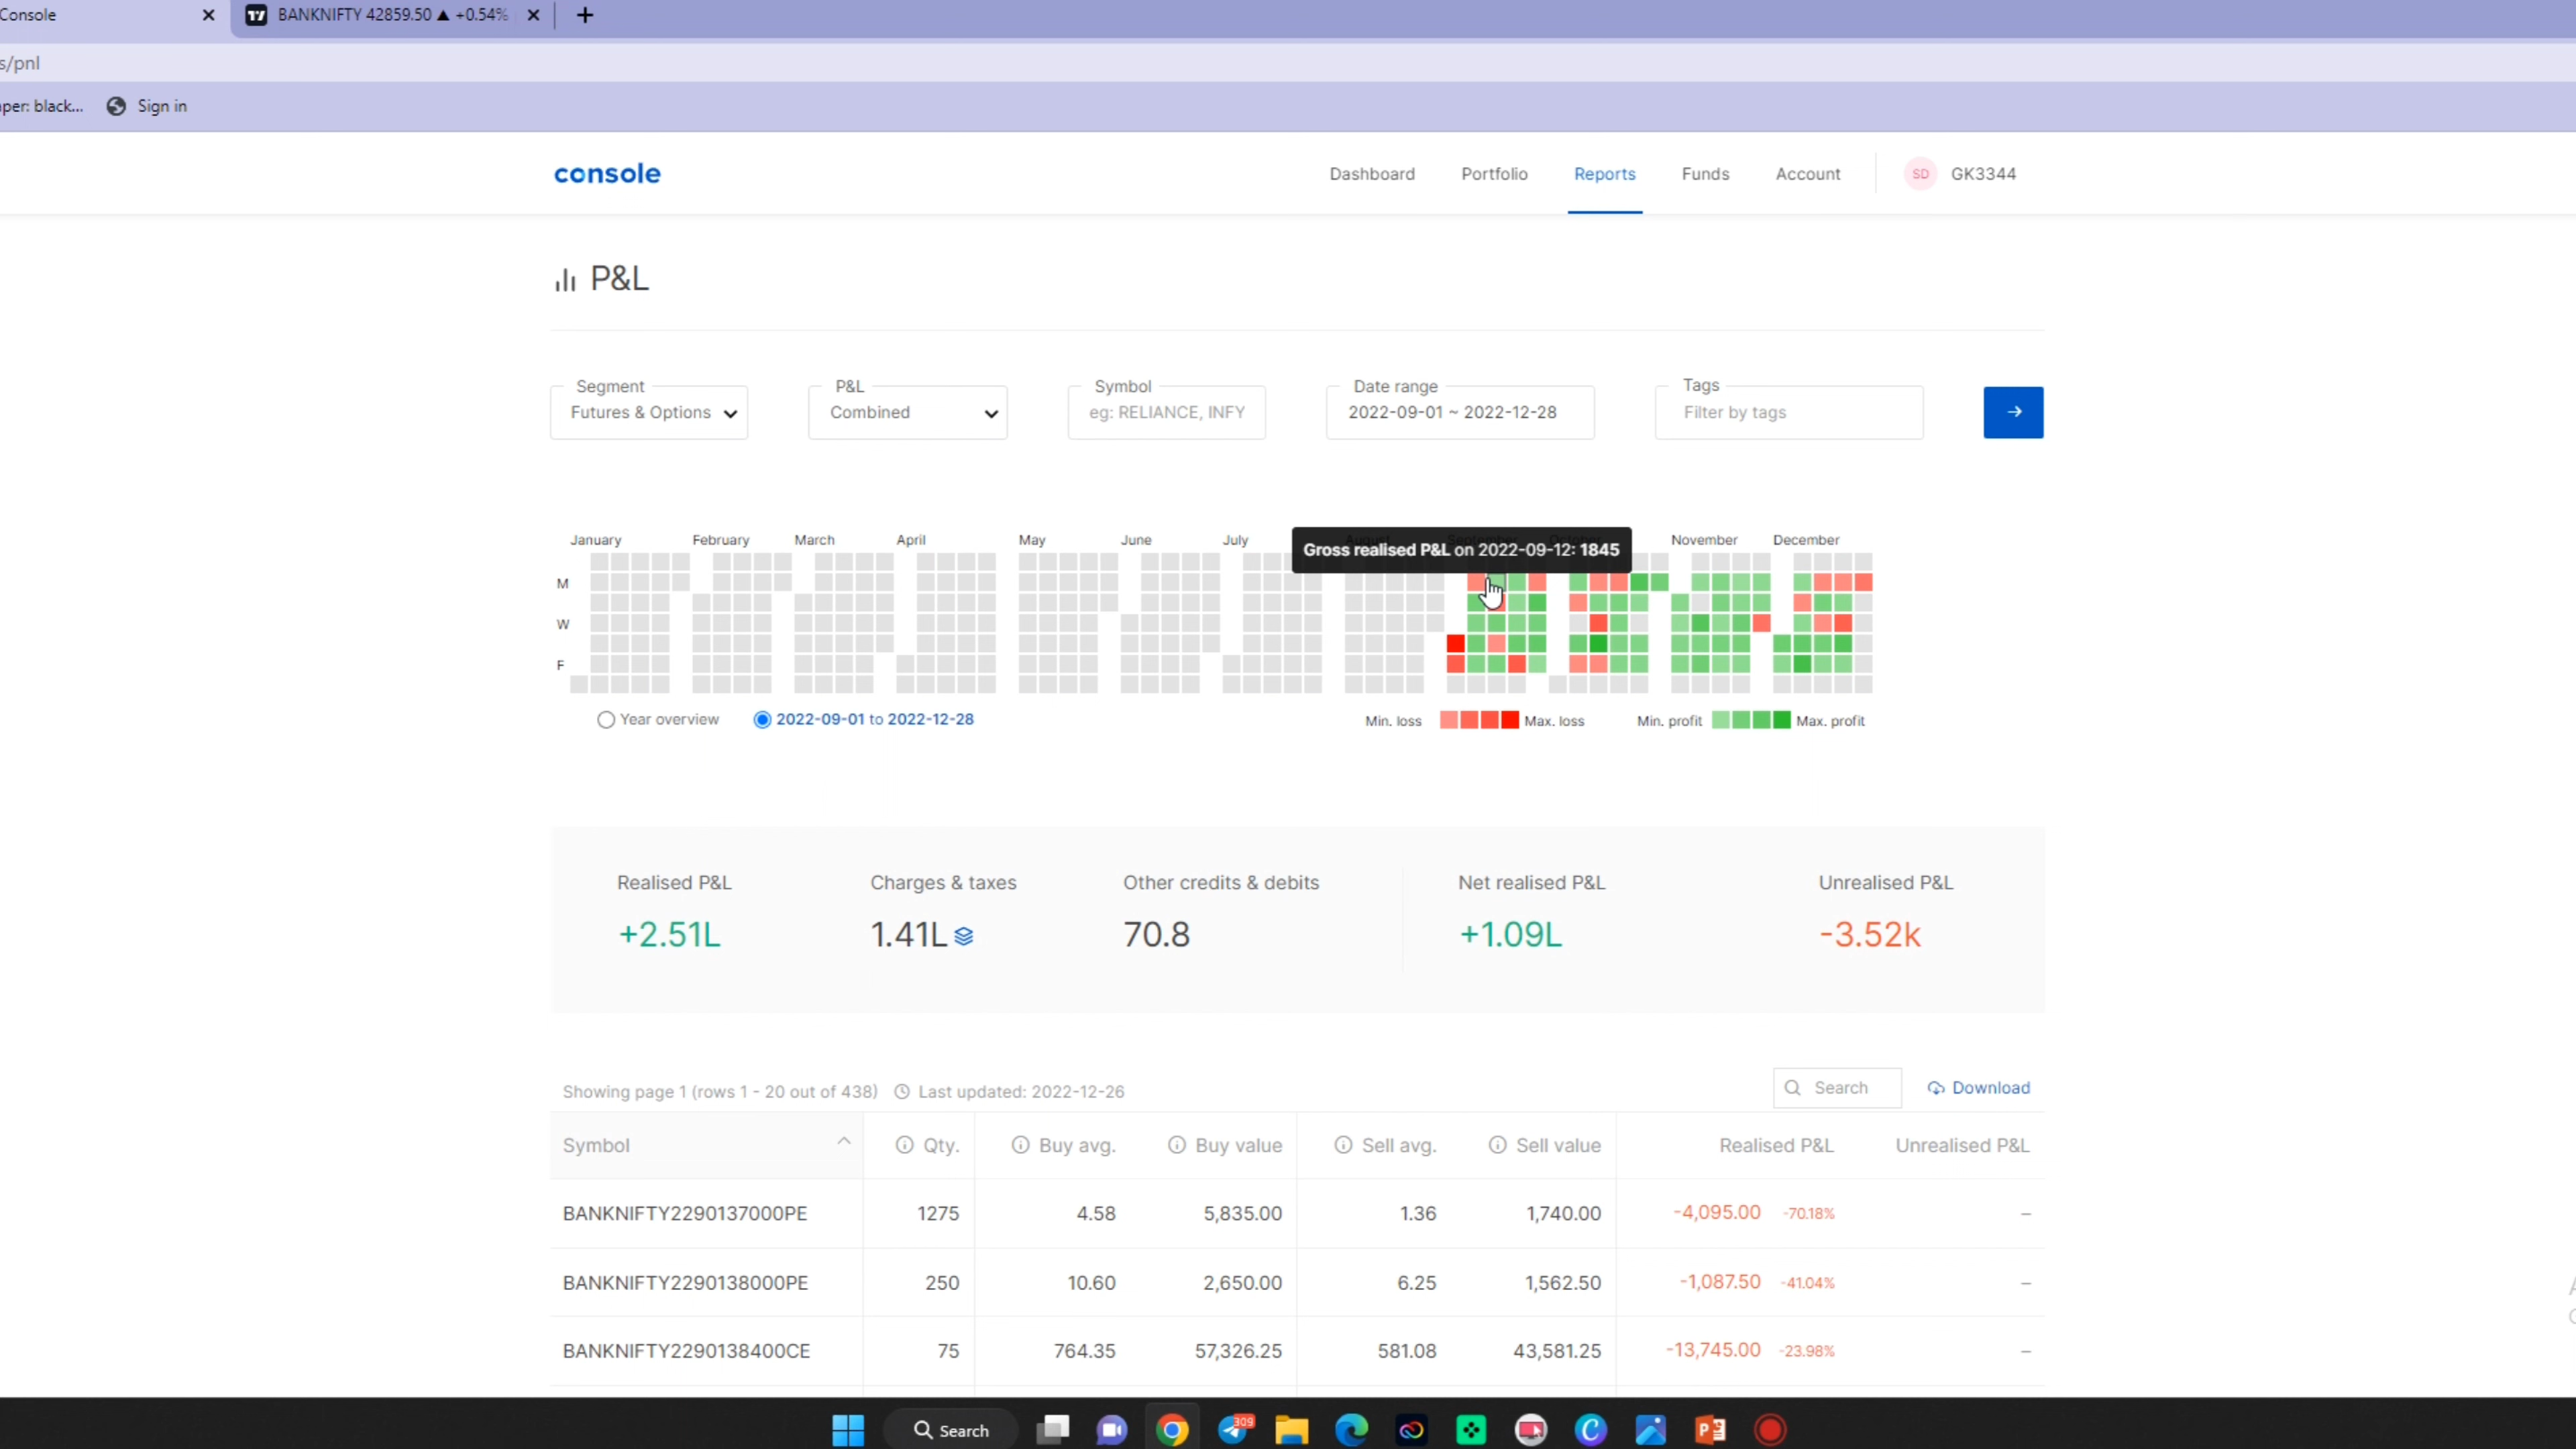 Console
BANKNIFTY 42859.50 ▲ +0.54%
s/pnl
per: black...
Sign in
console
Dashboard
Portfolio
Reports
Funds
Account
SD
GK3344
P&L
Segment
Futures & Options
P&L
Combined
Symbol
eg: RELIANCE, INFY
Date range
2022-09-01 ~ 2022-12-28
Tags
Filter by tags
January
February
March
April
May
June
July
November
December
Gross realised P&L on 2022-09-12: 1845
M
W
F
Year overview
2022-09-01 to 2022-12-28
Min. loss
Max. loss
Min. profit
Max. profit
Realised P&L
Charges & taxes
Other credits & debits
Net realised P&L
Unrealised P&L
+2.51L
1.41L
70.8
+1.09L
-3.52k
Showing page 1 (rows 1 - 20 out of 438)
Last updated: 2022-12-26
Search
Download
Symbol
Qty.
Buy avg.
Buy value
Sell avg.
Sell value
Realised P&L
Unrealised P&L
BANKNIFTY2290137000PE 1275 4.58 5,835.00 1.36 1,740.00 -4,095.00 -70.18% –
BANKNIFTY2290138000PE 250 10.60 2,650.00 6.25 1,562.50 -1,087.50 -41.04% –
BANKNIFTY2290138400CE 75 764.35 57,326.25 581.08 43,581.25 -13,745.00 -23.98% –
Search
309